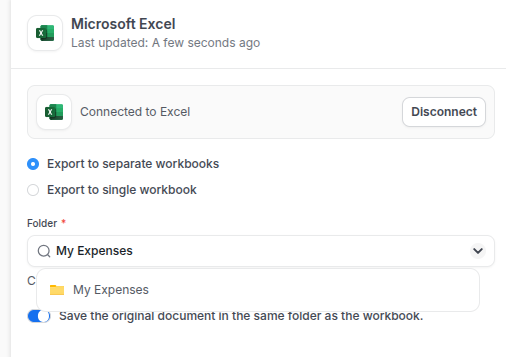 Microsoft Excel
Last updated: A few seconds ago
Connected to Excel
Disconnect
Export to separate workbooks
Export to single workbook
Folder *
My Expenses
My Expenses
Save the original document in the same folder as the workbook.